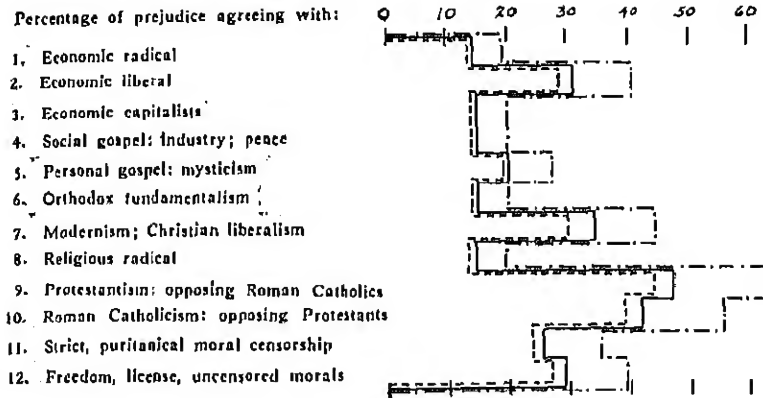 Percentage of prejudice agreeing with: 0 10 20 30 40 50 60
1. Economic radical
2. Economic liberal
3. Economic capitalists
4. Social gospel: industry; peace
5. Personal gospel: mysticism
6. Orthodox fundamentalism
7. Modernism; Christian liberalism
8. Religious radical
9. Protestantism: opposing Roman Catholics
10. Roman Catholicism: opposing Protestants
11. Strict, puritanical moral censorship
12. Freedom, license, uncensored morals